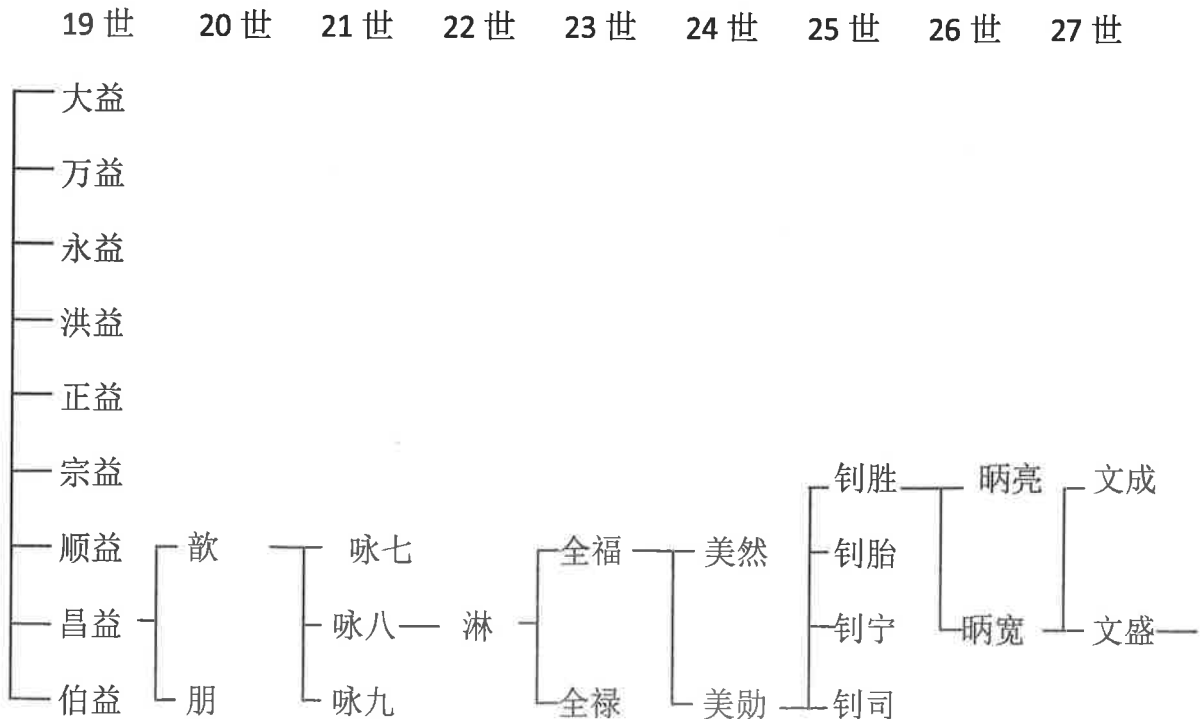 19世 20世 21世 22世 23世 24世 25世 26世 27世
大益
万益
永益
洪益
正益
宗益 钊胜 昞亮 文成
顺益 歆 咏七 全福 美然 钊胎
昌益 咏八 淋 钊宁 昞宽 文盛
伯益 朋 咏九 全禄 美勋 钊司